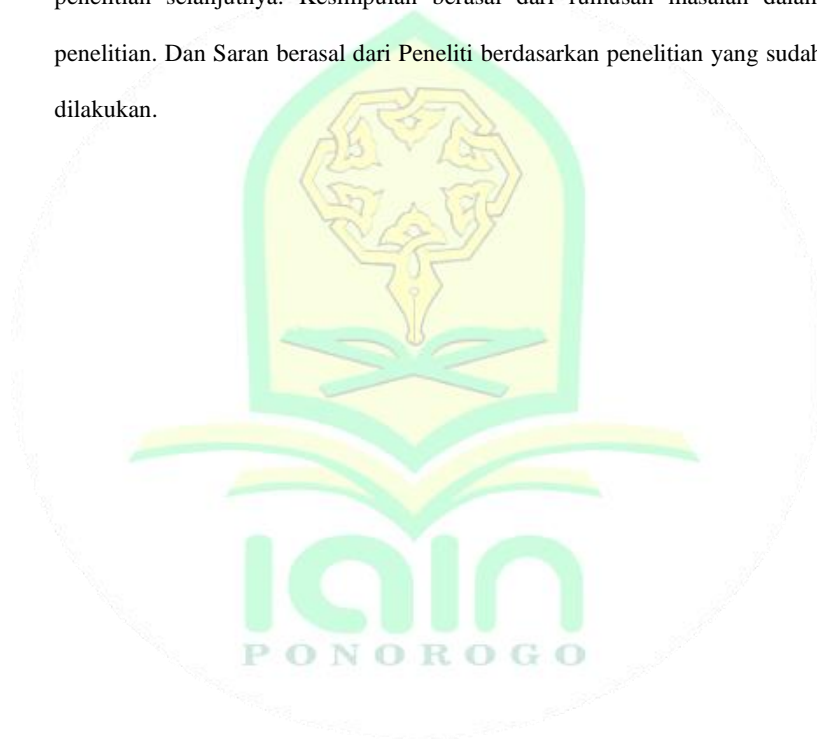 penelitian selanjutnya. Kesimpulan berasal dari rumusan masalah dalam
penelitian. Dan Saran berasal dari Peneliti berdasarkan penelitian yang sudah
dilakukan.
iain
PONOROGO